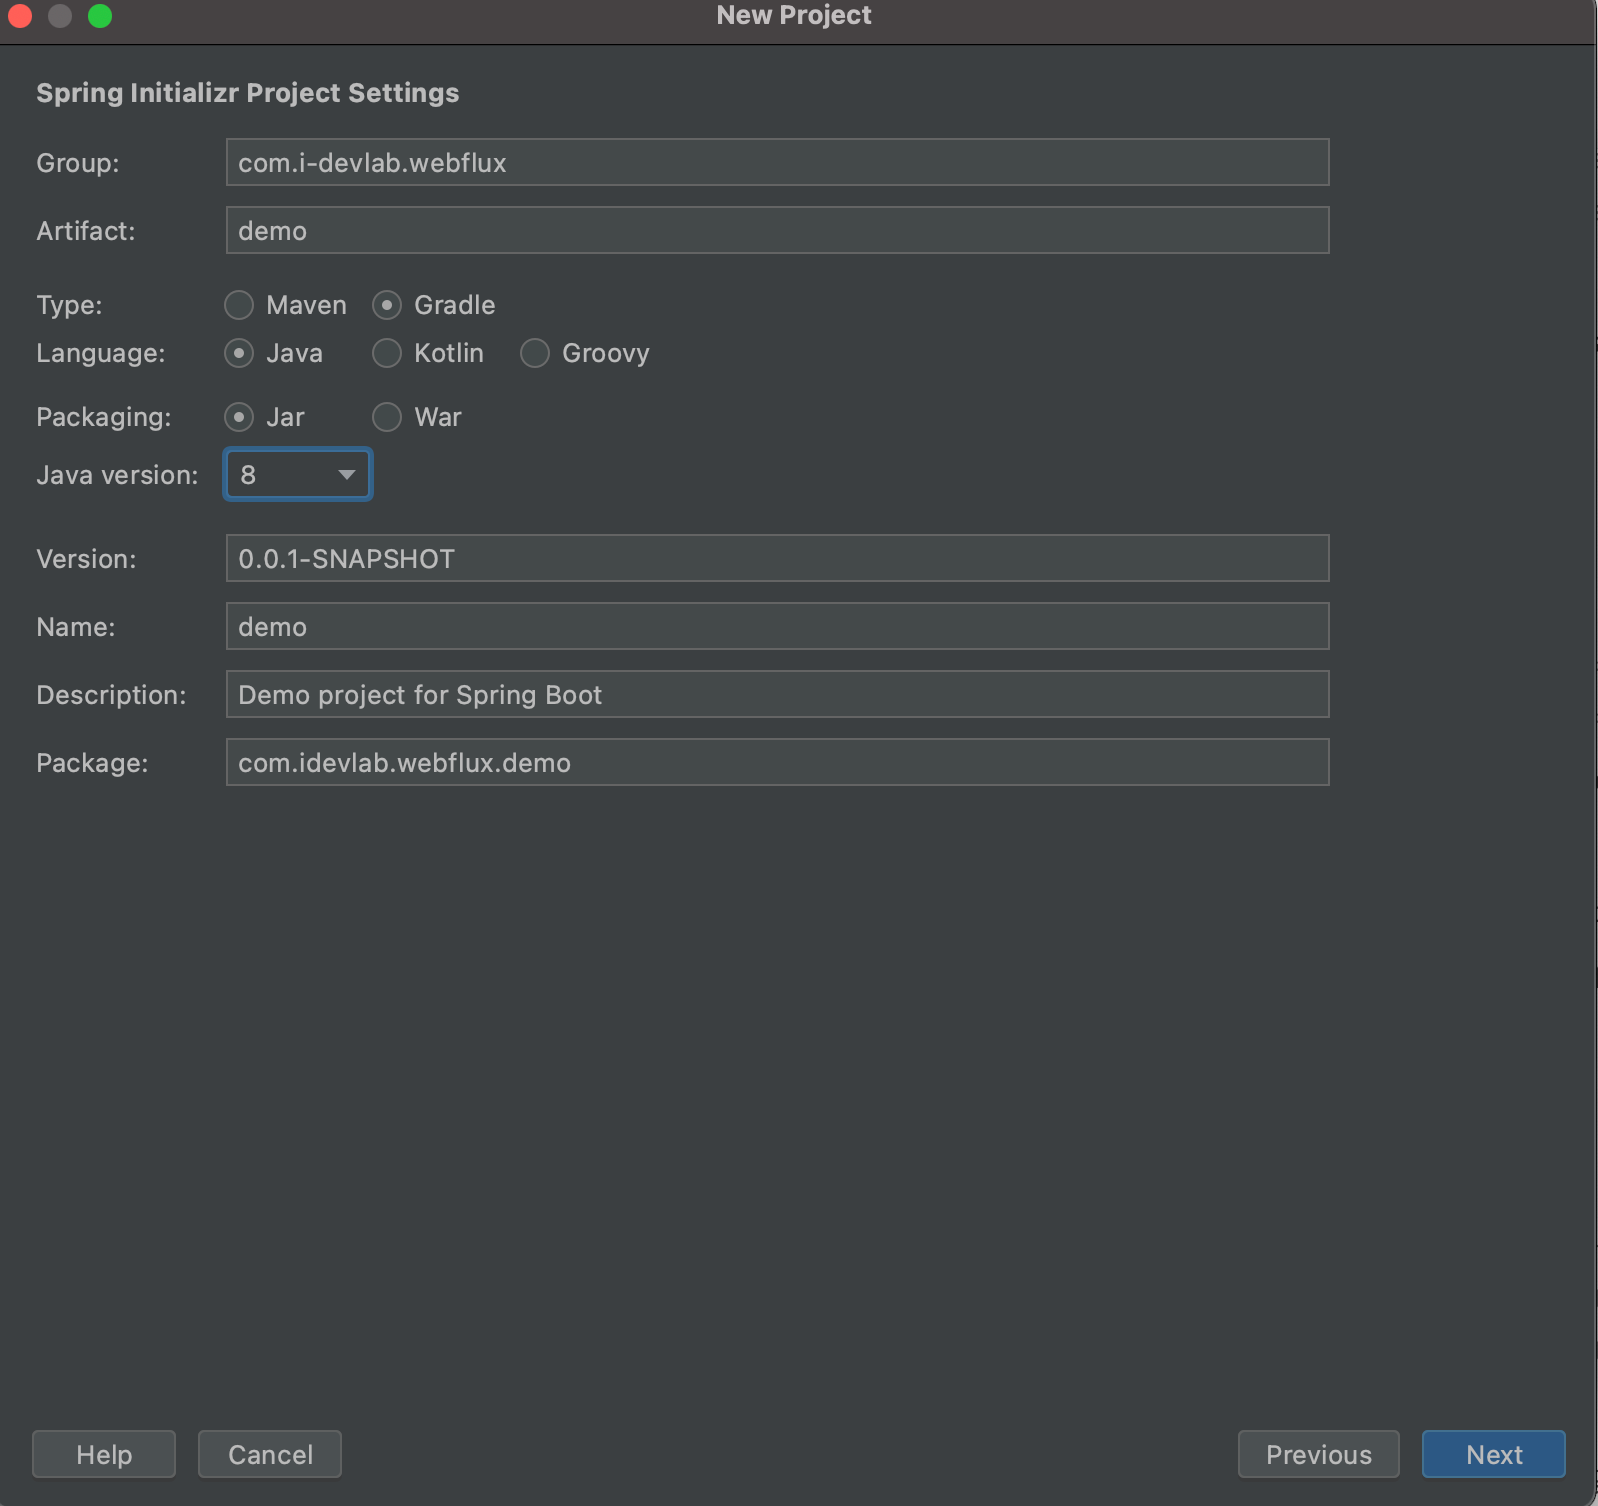 New Project
Spring Initializr Project Settings
Group: com.i-devlab.webflux
Artifact: demo
Type: Maven Gradle
Language: Java Kotlin Groovy
Packaging: Jar War
Java version: 8
Version: 0.0.1-SNAPSHOT
Name: demo
Description: Demo project for Spring Boot
Package: com.idevlab.webflux.demo
Help Cancel Previous Next